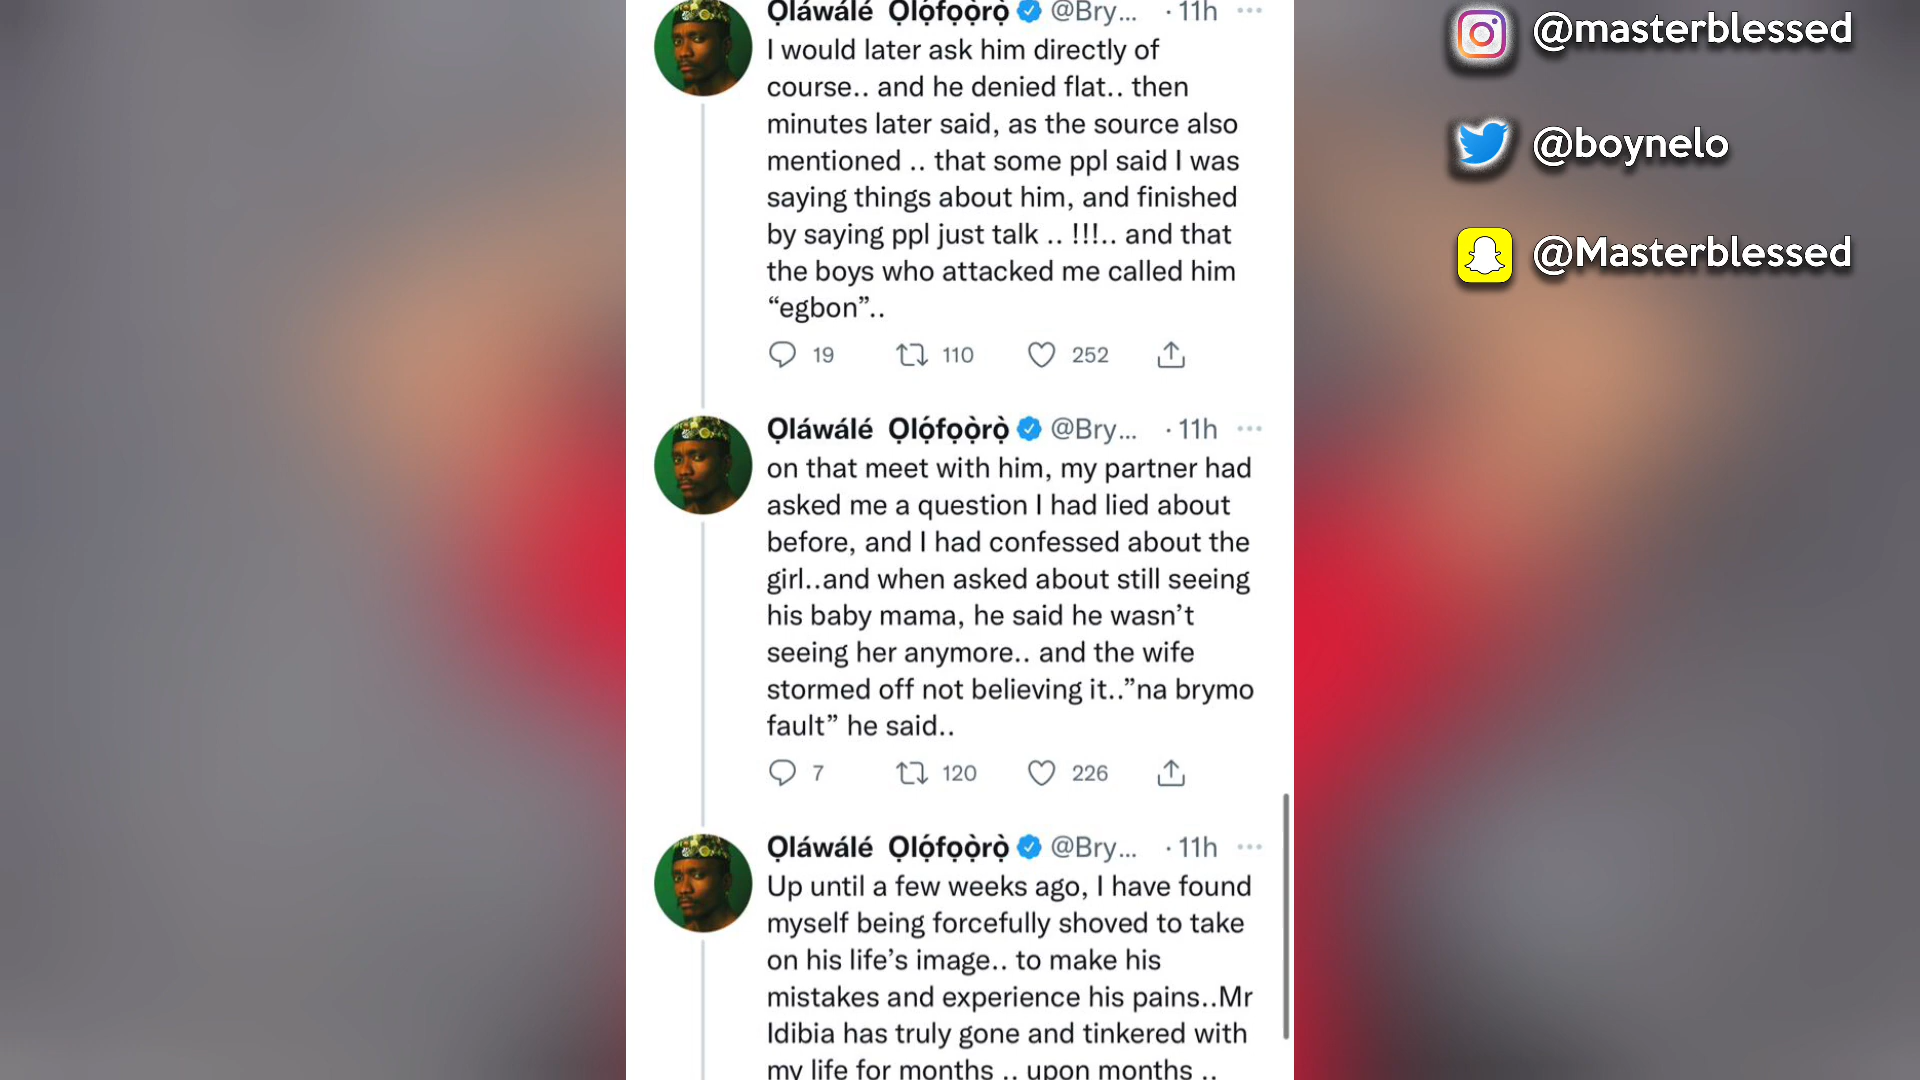 Ọláwálé Ọlọ́fọọ̀rọ̀ @Bry... · 11h
I would later ask him directly of
course.. and he denied flat.. then
minutes later said, as the source also
mentioned .. that some ppl said I was
saying things about him, and finished
by saying ppl just talk .. !!!.. and that
the boys who attacked me called him
“egbon”..
19 110 252
Ọláwálé Ọlọ́fọọ̀rọ̀ @Bry... · 11h
on that meet with him, my partner had
asked me a question I had lied about
before, and I had confessed about the
girl..and when asked about still seeing
his baby mama, he said he wasn’t
seeing her anymore.. and the wife
stormed off not believing it..”na brymo
fault” he said..
7 120 226
Ọláwálé Ọlọ́fọọ̀rọ̀ @Bry... · 11h
Up until a few weeks ago, I have found
myself being forcefully shoved to take
on his life’s image.. to make his
mistakes and experience his pains..Mr
Idibia has truly gone and tinkered with
my life for months .. upon months ..
@masterblessed
@boynelo
@Masterblessed